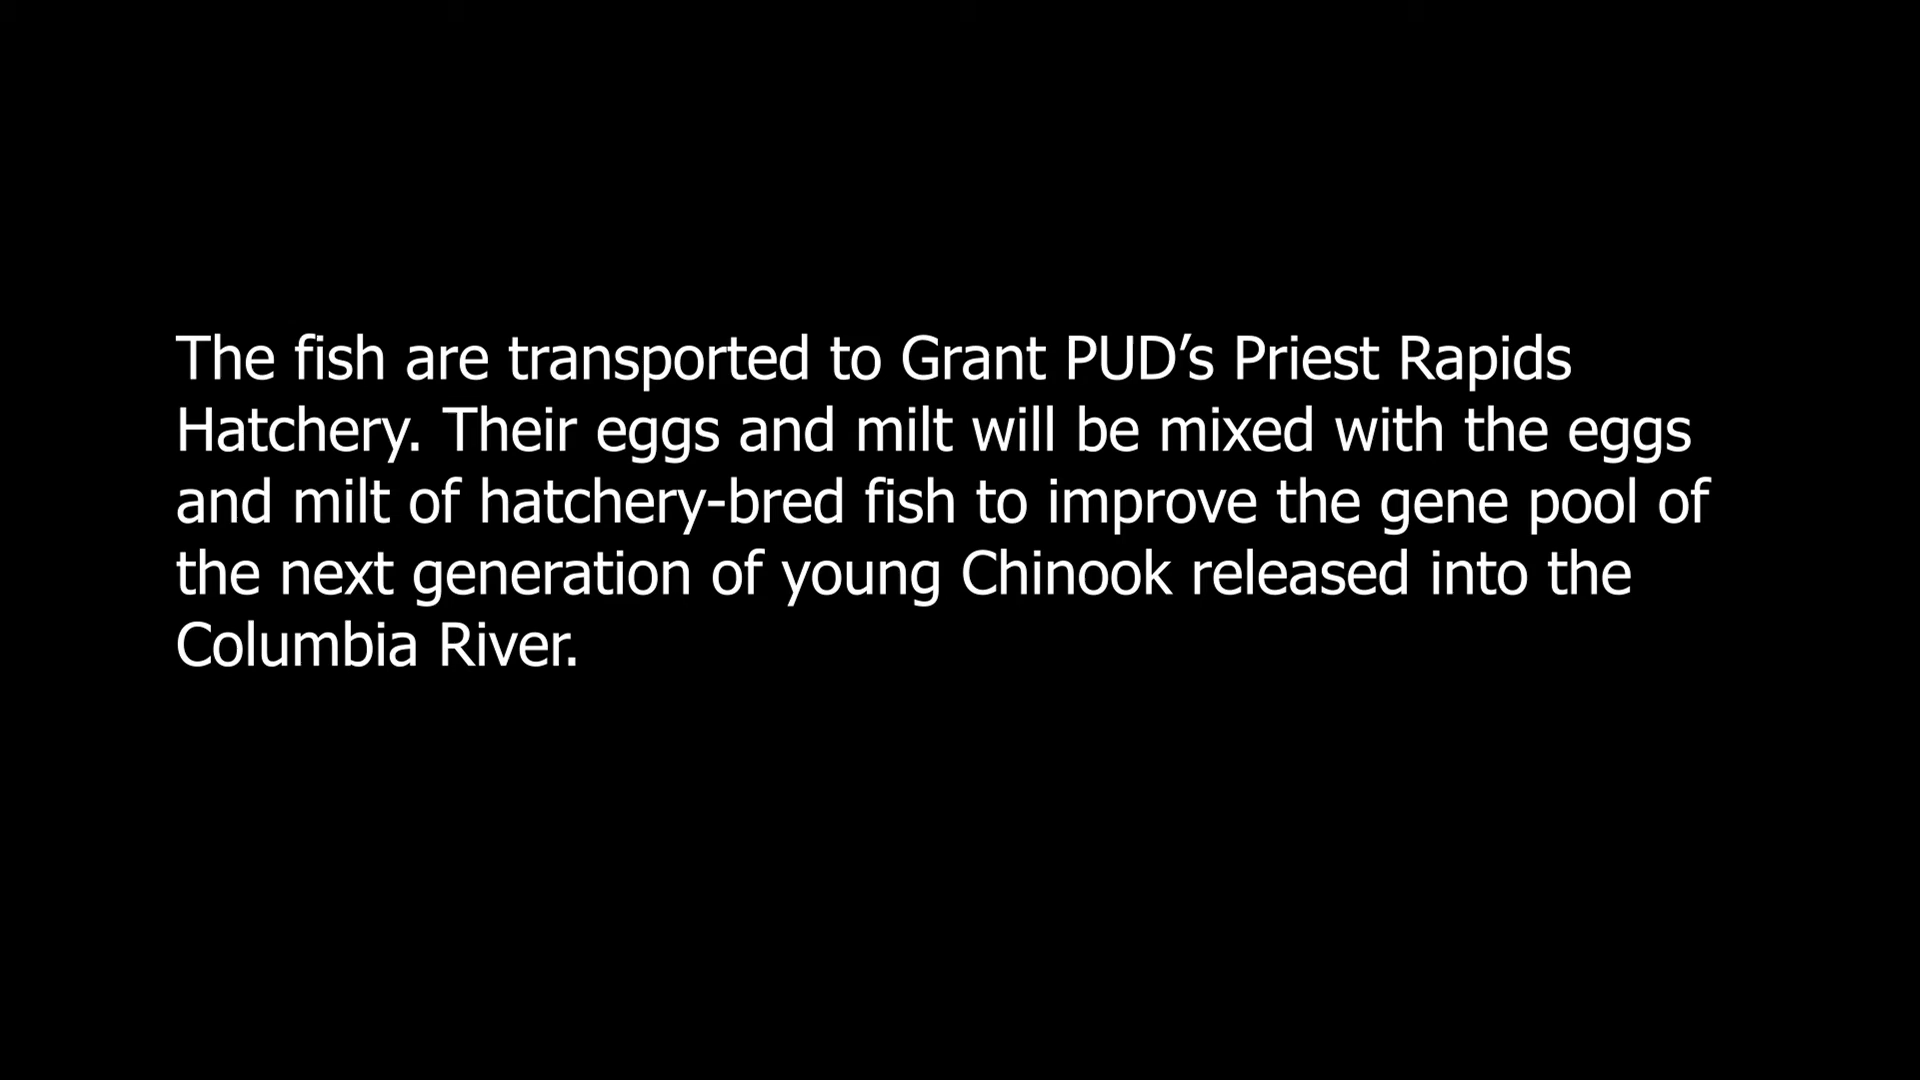 The fish are transported to Grant PUD’s Priest Rapids
Hatchery. Their eggs and milt will be mixed with the eggs
and milt of hatchery-bred fish to improve the gene pool of
the next generation of young Chinook released into the
Columbia River.